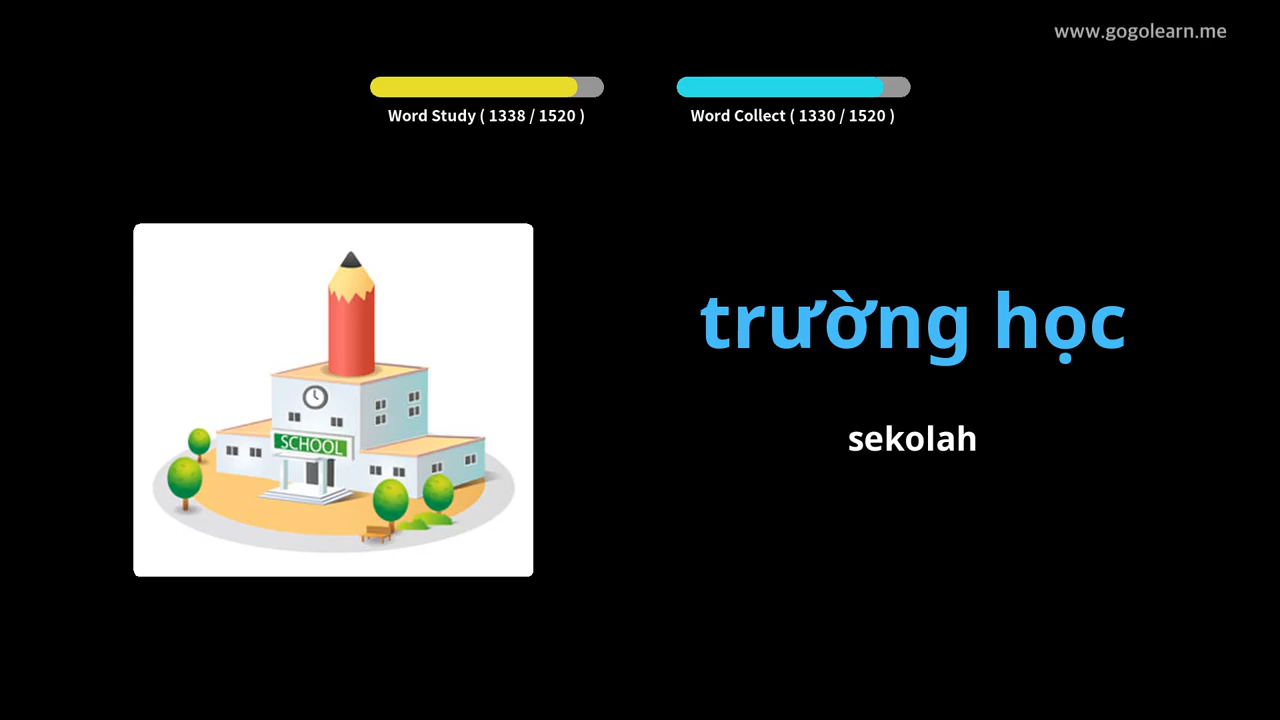 www.gogolearn.me
Word Study ( 1338 / 1520 )
Word Collect ( 1330 / 1520 )
SCHOOL
trường học
sekolah